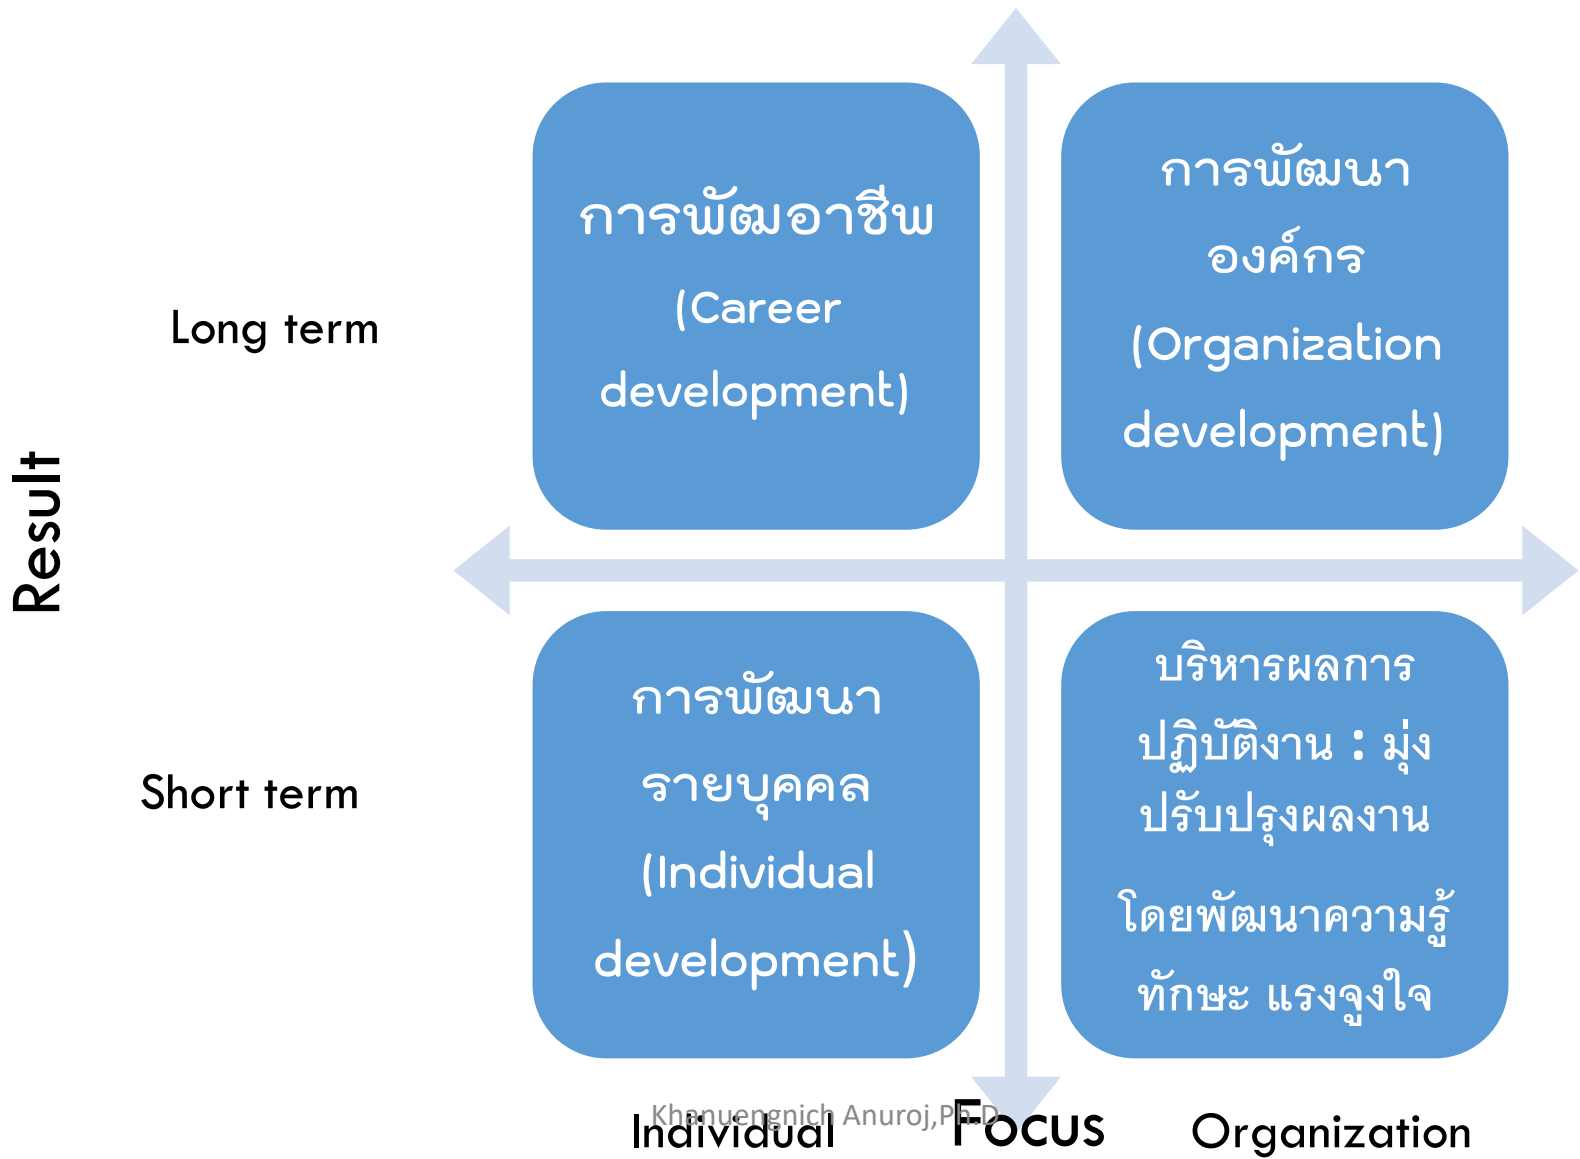 Result
Long term
การพัฒอาชีพ
(Career
development)
การพัฒนา
องค์กร
(Organization
development)
Short term
การพัฒนา
รายบุคคล
(Individual
development)
บริหารผลการ
ปฏิบัติงาน : มุ่ง
ปรับปรุงผลงาน
โดยพัฒนาความรู้
ทักษะ แรงจูงใจ
Khanuengnich Anuroj,Ph.D
Individual
Focus
Organization